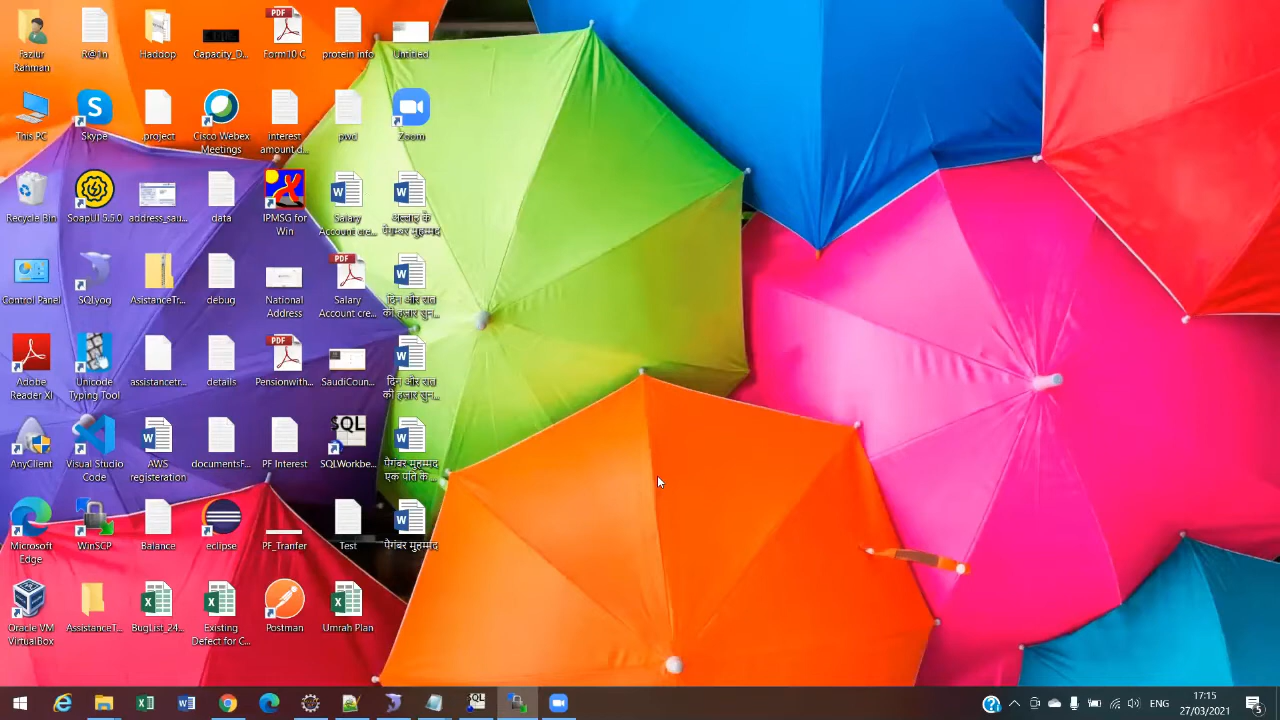 Fazur
Rahman
R@1n
Haddop
Capacity_D...
Form10 C
protein info
Untitled
This PC
Skype
project
Cisco Webex
Meetings
interest
amount d...
pwd
Zoom
Recycle Bin
SoapUI 5.5.0
address_sau...
data
IPMSG for
Win
Salary
Account cre...
अल्लाह के
पैगम्बर मुहम्मद
Control Panel
SQLyog
AssistanceTr...
debug
National
Address
Salary
Account cre...
दिन और रात
की हजार सुन...
Adobe
Reader XI
Unicode
Typing Tool
assistancetr...
details
Pensionwith...
SaudiCoun...
दिन और रात
की हजार सुन...
AnyClient
Visual Studio
Code
AWS
registeration
documentsF...
PF Interest
SQL
SQLWorkbe...
पैगंबर मुहम्मद
एक पति के...
Microsoft
Edge
WinSCP
Balance
eclipse
PF_Tranfer
Test
पैगंबर मुहम्मद
Oracle VM
VirtualBox
AssistanceT...
BugList_24...
Existing
Defect for C...
Postman
Umrah Plan
ENG
17:15
27/03/2021
5